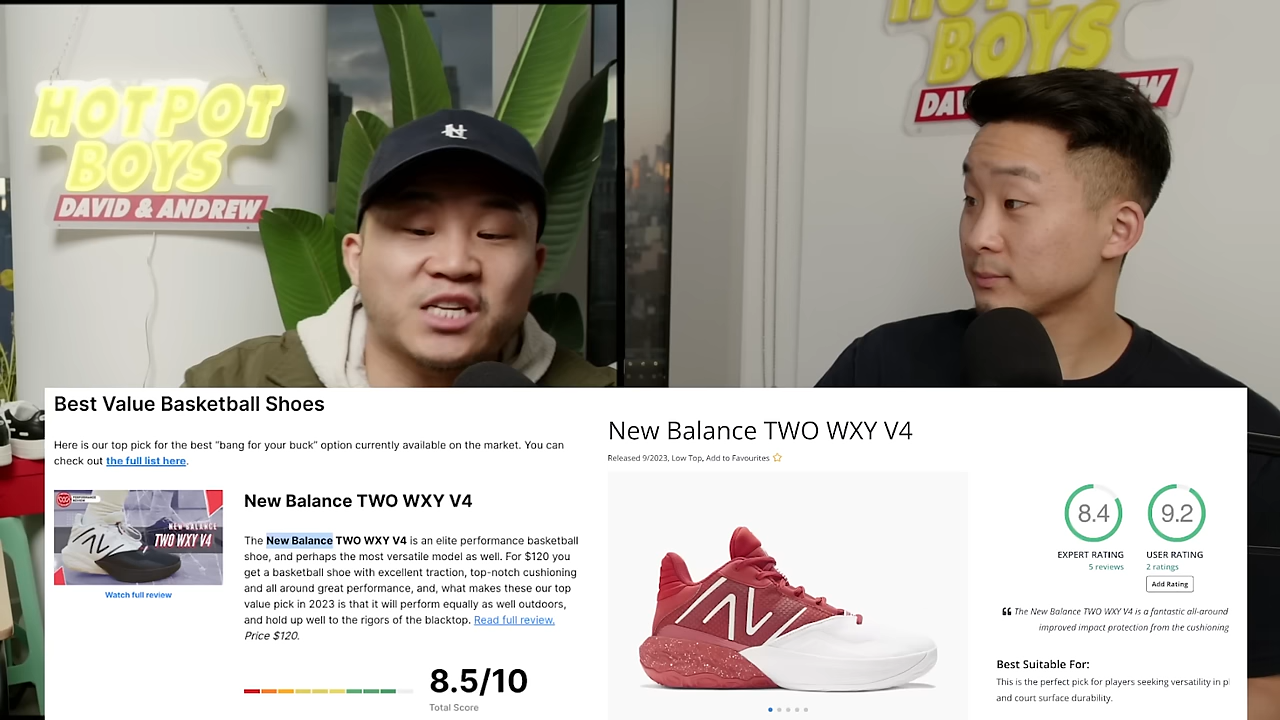 HOT POT
BOYS
DAVID & ANDREW
HOT POT
BOYS
Best Value Basketball Shoes
Here is our top pick for the best "bang for your buck" option currently available on the market. You can
check out the full list here.
NEW BALANCE
TWO WXY V4
Watch full review
New Balance TWO WXY V4
The New Balance TWO WXY V4 is an elite performance basketball
shoe, and perhaps the most versatile model as well. For $120 you
get a basketball shoe with excellent traction, top-notch cushioning
and all around great performance, and, what makes these our top
value pick in 2023 is that it will perform equally as well outdoors,
and hold up well to the rigors of the blacktop. Read full review.
Price $120.
8.5/10
Total Score
New Balance TWO WXY V4
Released 9/2023, Low Top, Add to Favourites
8.4
9.2
EXPERT RATING
USER RATING
5 reviews
2 ratings
Add Rating
The New Balance TWO WXY V4 is a fantastic all-around
improved impact protection from the cushioning
Best Suitable For:
This is the perfect pick for players seeking versatility in
and court surface durability.